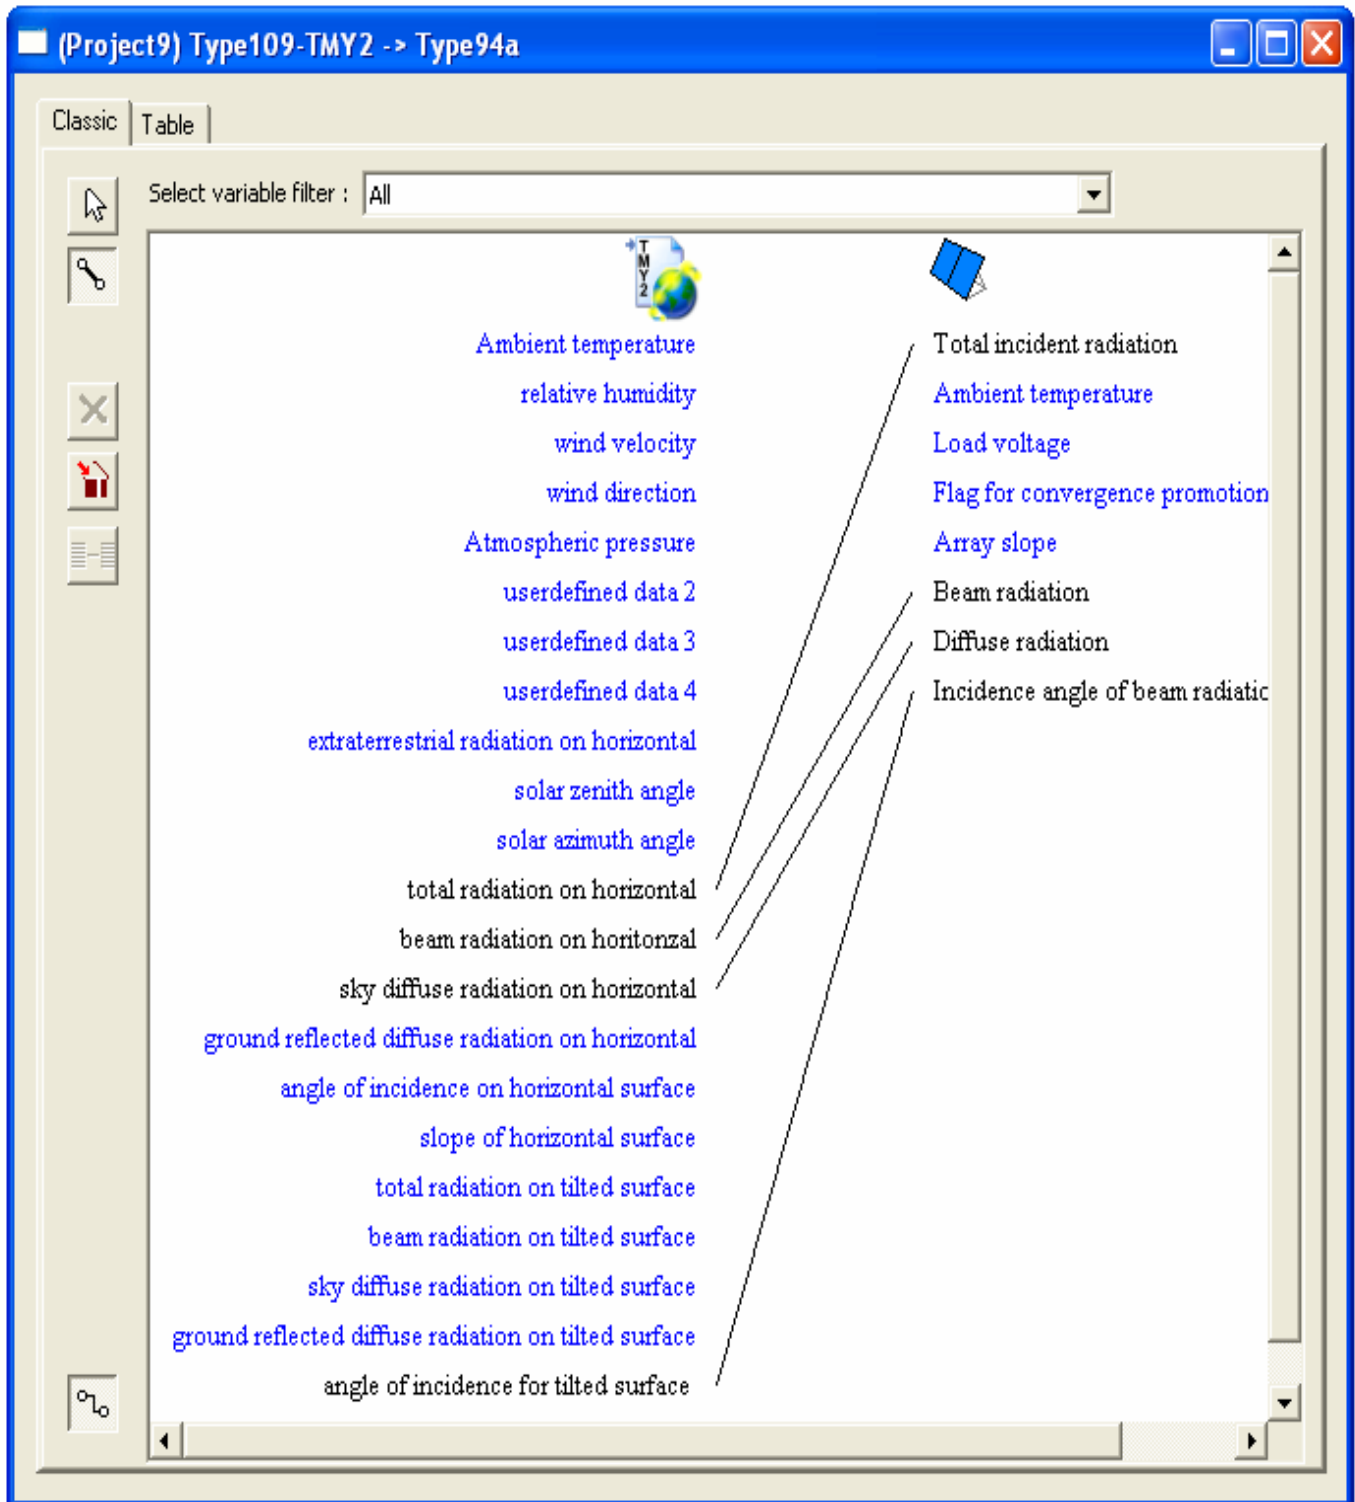 (Project9) Type109-TMY2 -> Type94a
Classic
Table
Select variable filter :
All
TMY2
Ambient temperature
relative humidity
wind velocity
wind direction
Atmospheric pressure
userdefined data 2
userdefined data 3
userdefined data 4
extraterrestrial radiation on horizontal
solar zenith angle
solar azimuth angle
total radiation on horizontal
beam radiation on horitonzal
sky diffuse radiation on horizontal
ground reflected diffuse radiation on horizontal
angle of incidence on horizontal surface
slope of horizontal surface
total radiation on tilted surface
beam radiation on tilted surface
sky diffuse radiation on tilted surface
ground reflected diffuse radiation on tilted surface
angle of incidence for tilted surface
Total incident radiation
Ambient temperature
Load voltage
Flag for convergence promotion
Array slope
Beam radiation
Diffuse radiation
Incidence angle of beam radiatic